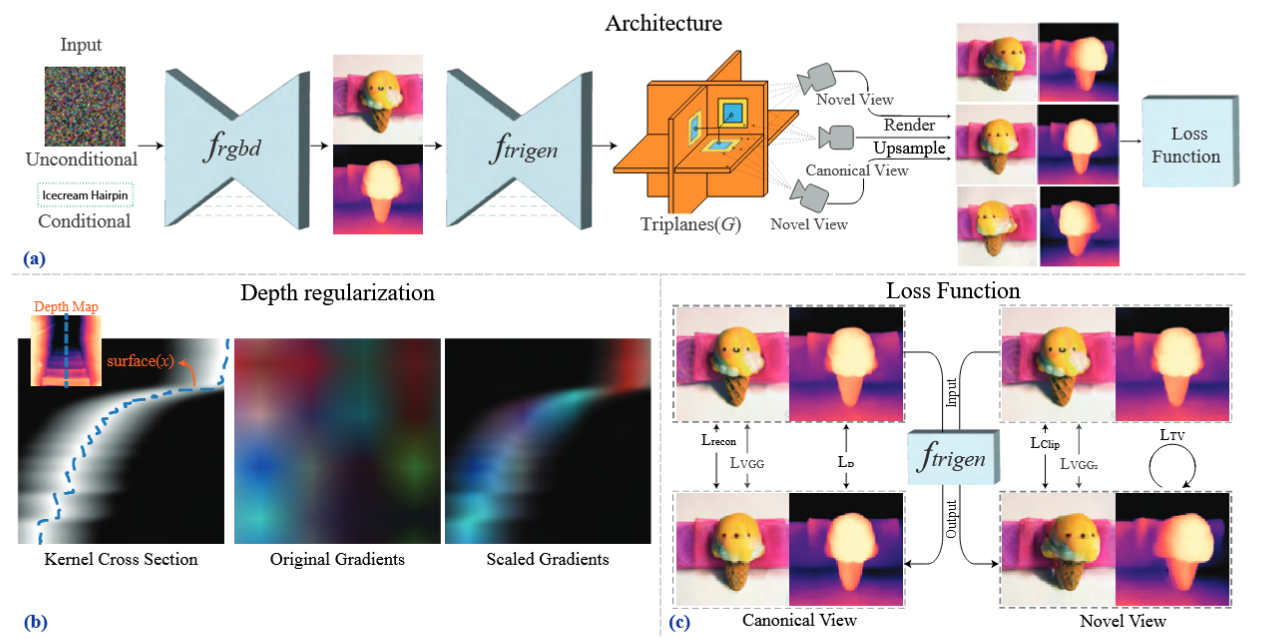 Architecture
Input
Unconditional
Icecream Hairpin
Conditional
frgbd
ftrigen
Triplanes(G)
Novel View
Canonical View
Novel View
Render
Upsample
Loss
Function
(a)
Depth regularization
Depth Map
surface(x)
Kernel Cross Section
Original Gradients
Scaled Gradients
(b)
Loss Function
Lrecon
LVGG
LD
Input
ftrigen
Output
LClip
LVGG₂
LTV
Canonical View
Novel View
(c)